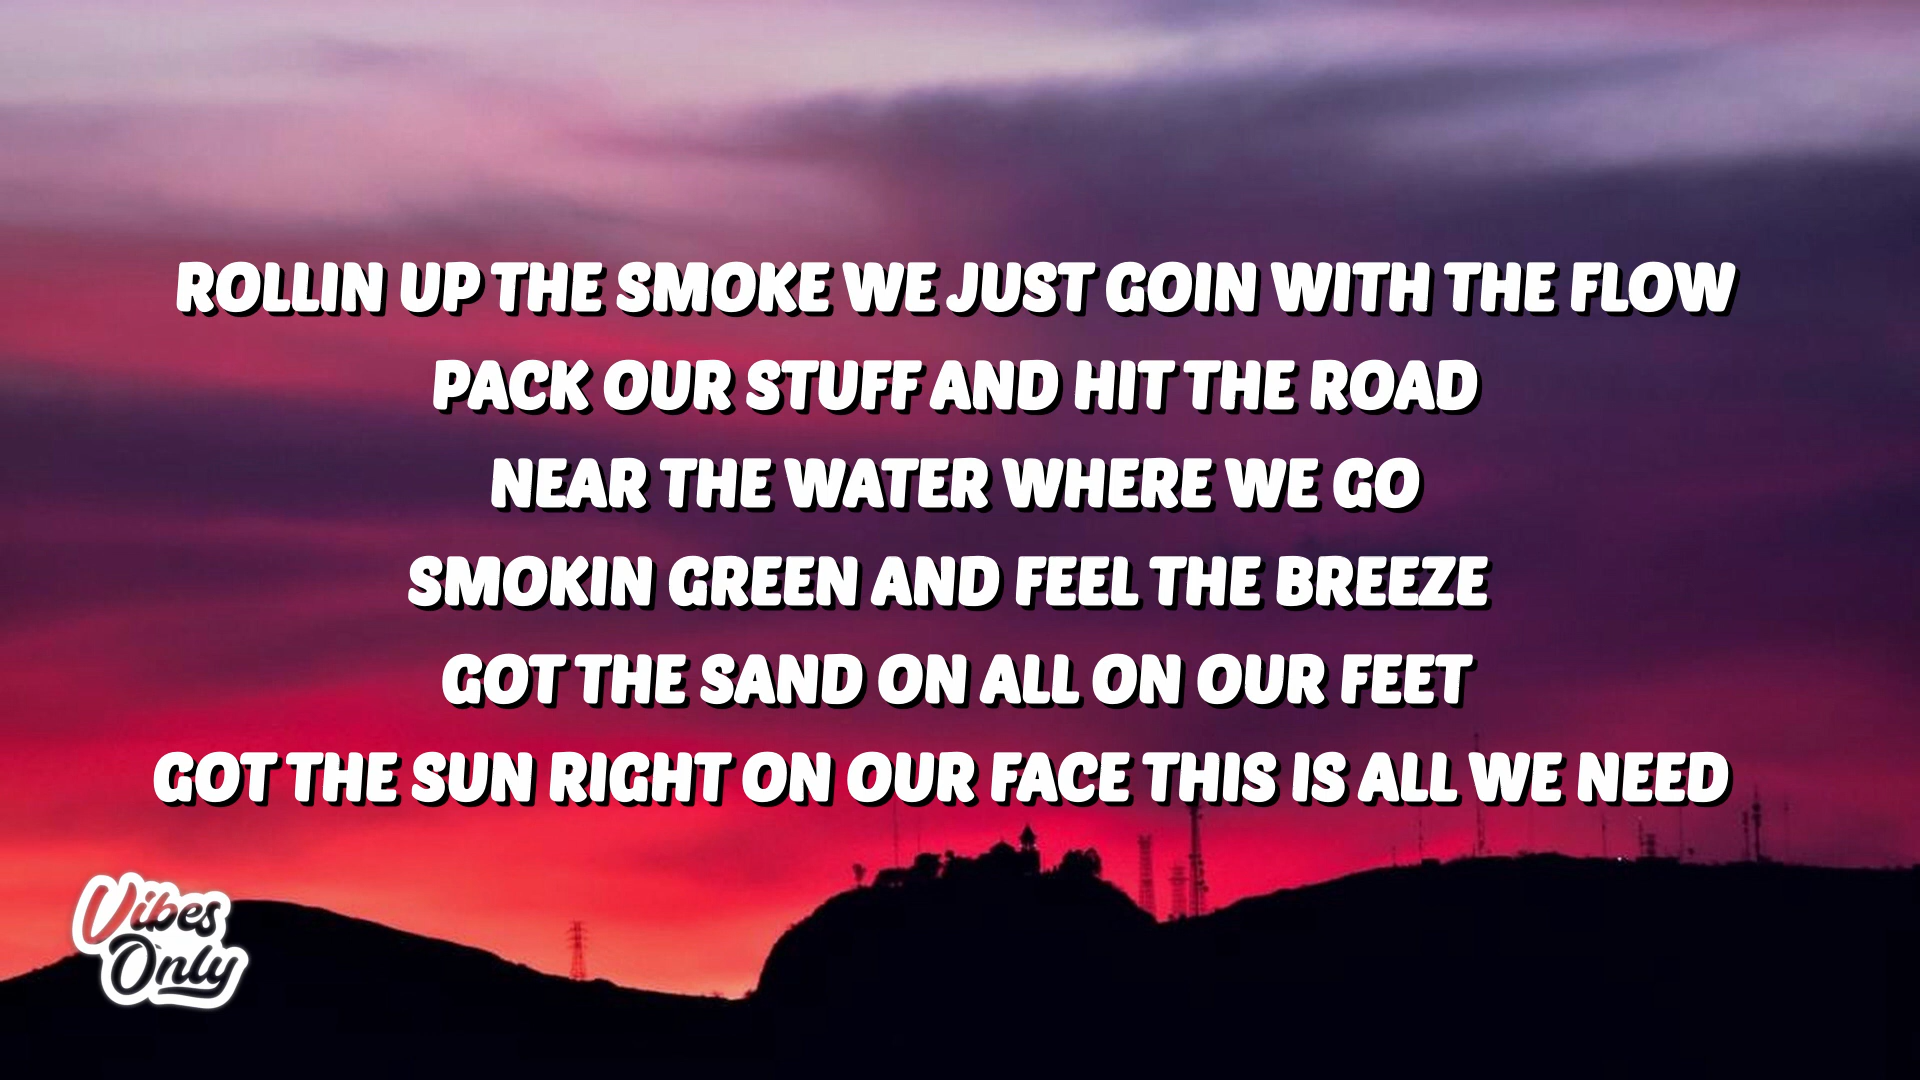 ROLLIN UP THE SMOKE WE JUST GOIN WITH THE FLOW
PACK OUR STUFF AND HIT THE ROAD
NEAR THE WATER WHERE WE GO
SMOKIN GREEN AND FEEL THE BREEZE
GOT THE SAND ON ALL ON OUR FEET
GOT THE SUN RIGHT ON OUR FACE THIS IS ALL WE NEED
Vibes
Only